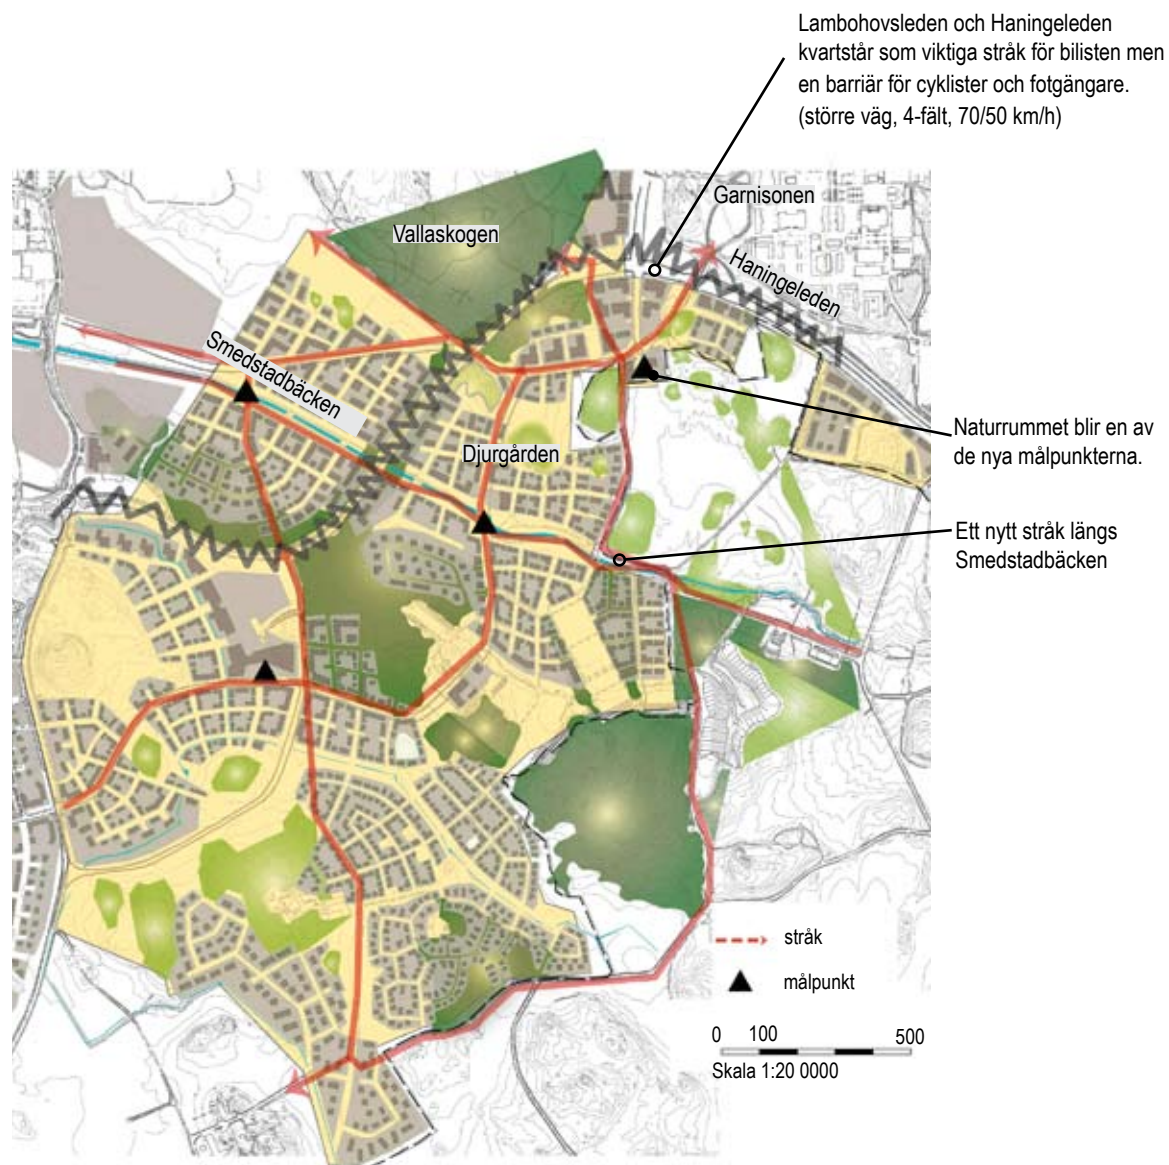 Lambohovsleden och Haningeleden
kvartstår som viktiga stråk för bilisten men
en barriär för cyklister och fotgängare.
(större väg, 4-fält, 70/50 km/h)
Garnisonen
Vallaskogen
Haningeleden
Smedstadbäcken
Djurgården
Naturrummet blir en av
de nya målpunkterna.
Ett nytt stråk längs
Smedstadbäcken
stråk
målpunkt
0 100 500
Skala 1:20 0000